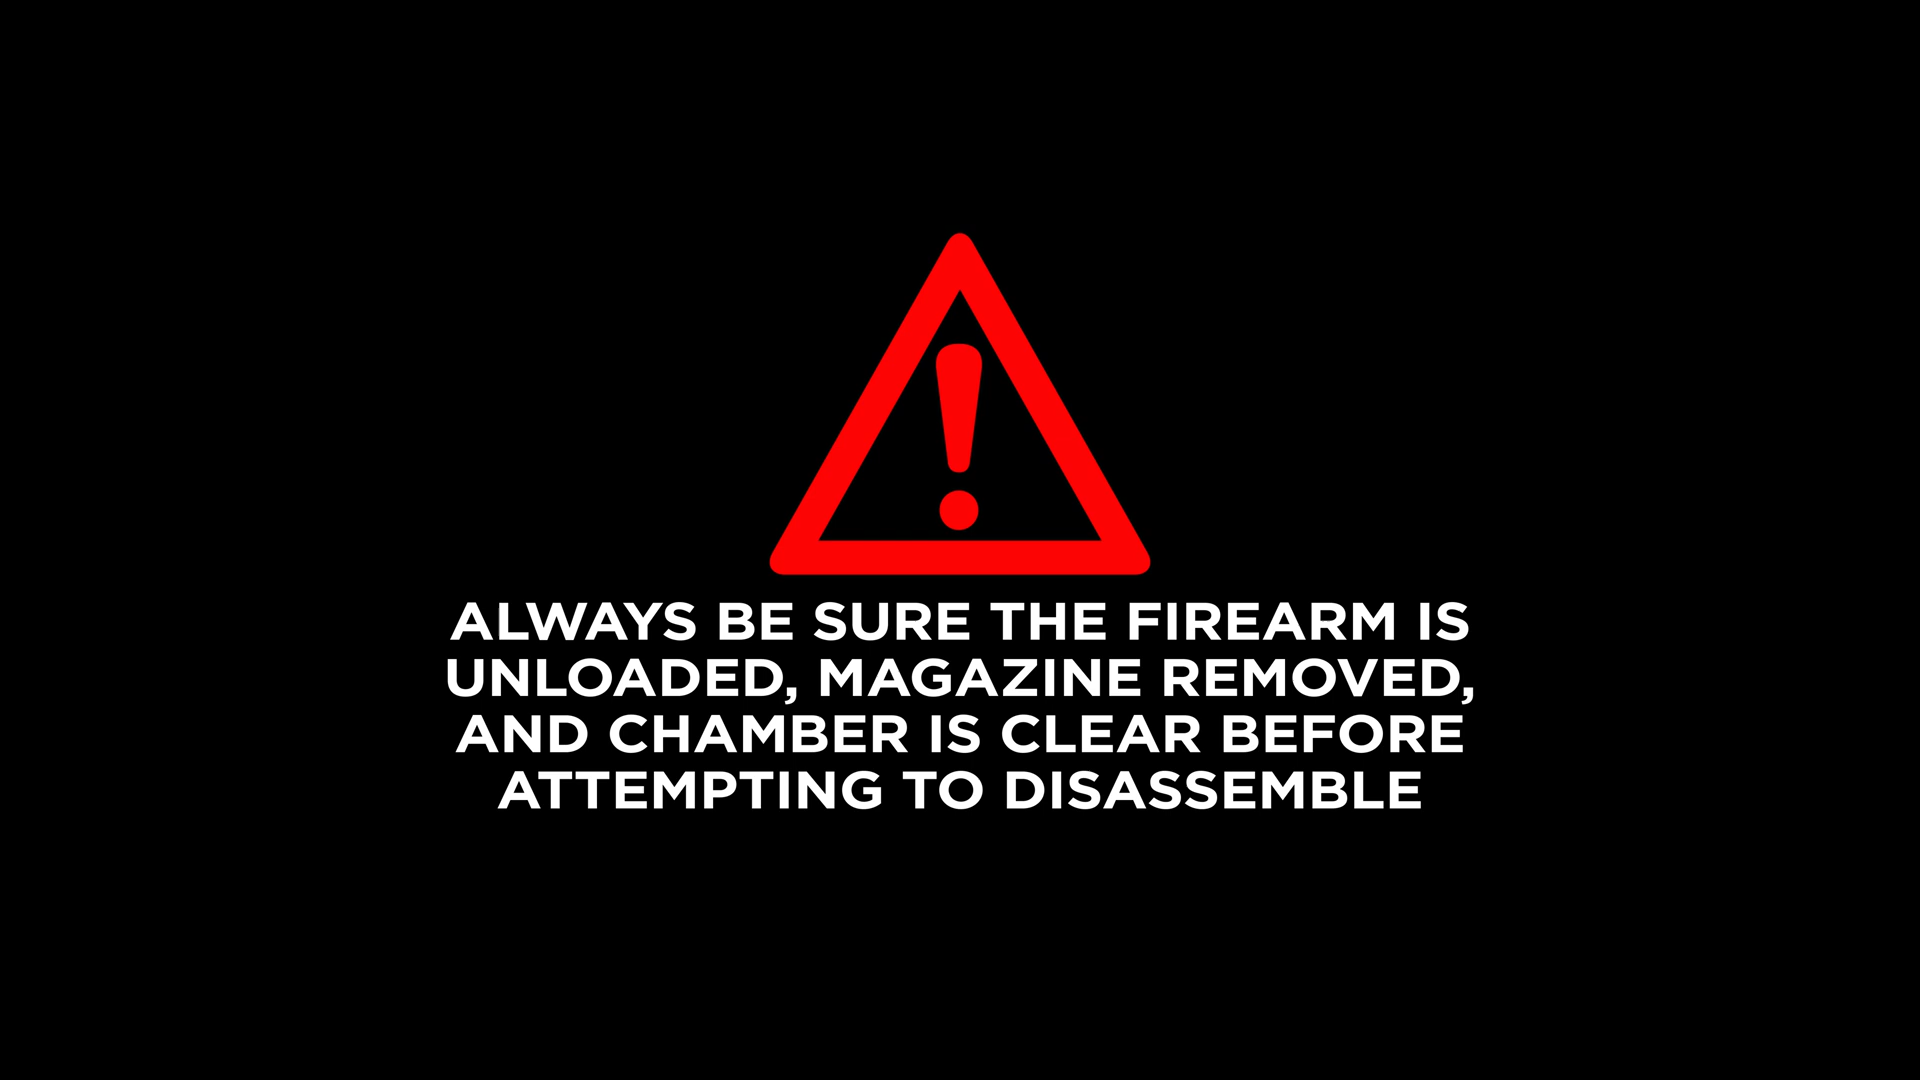 ALWAYS BE SURE THE FIREARM IS
UNLOADED, MAGAZINE REMOVED,
AND CHAMBER IS CLEAR BEFORE
ATTEMPTING TO DISASSEMBLE